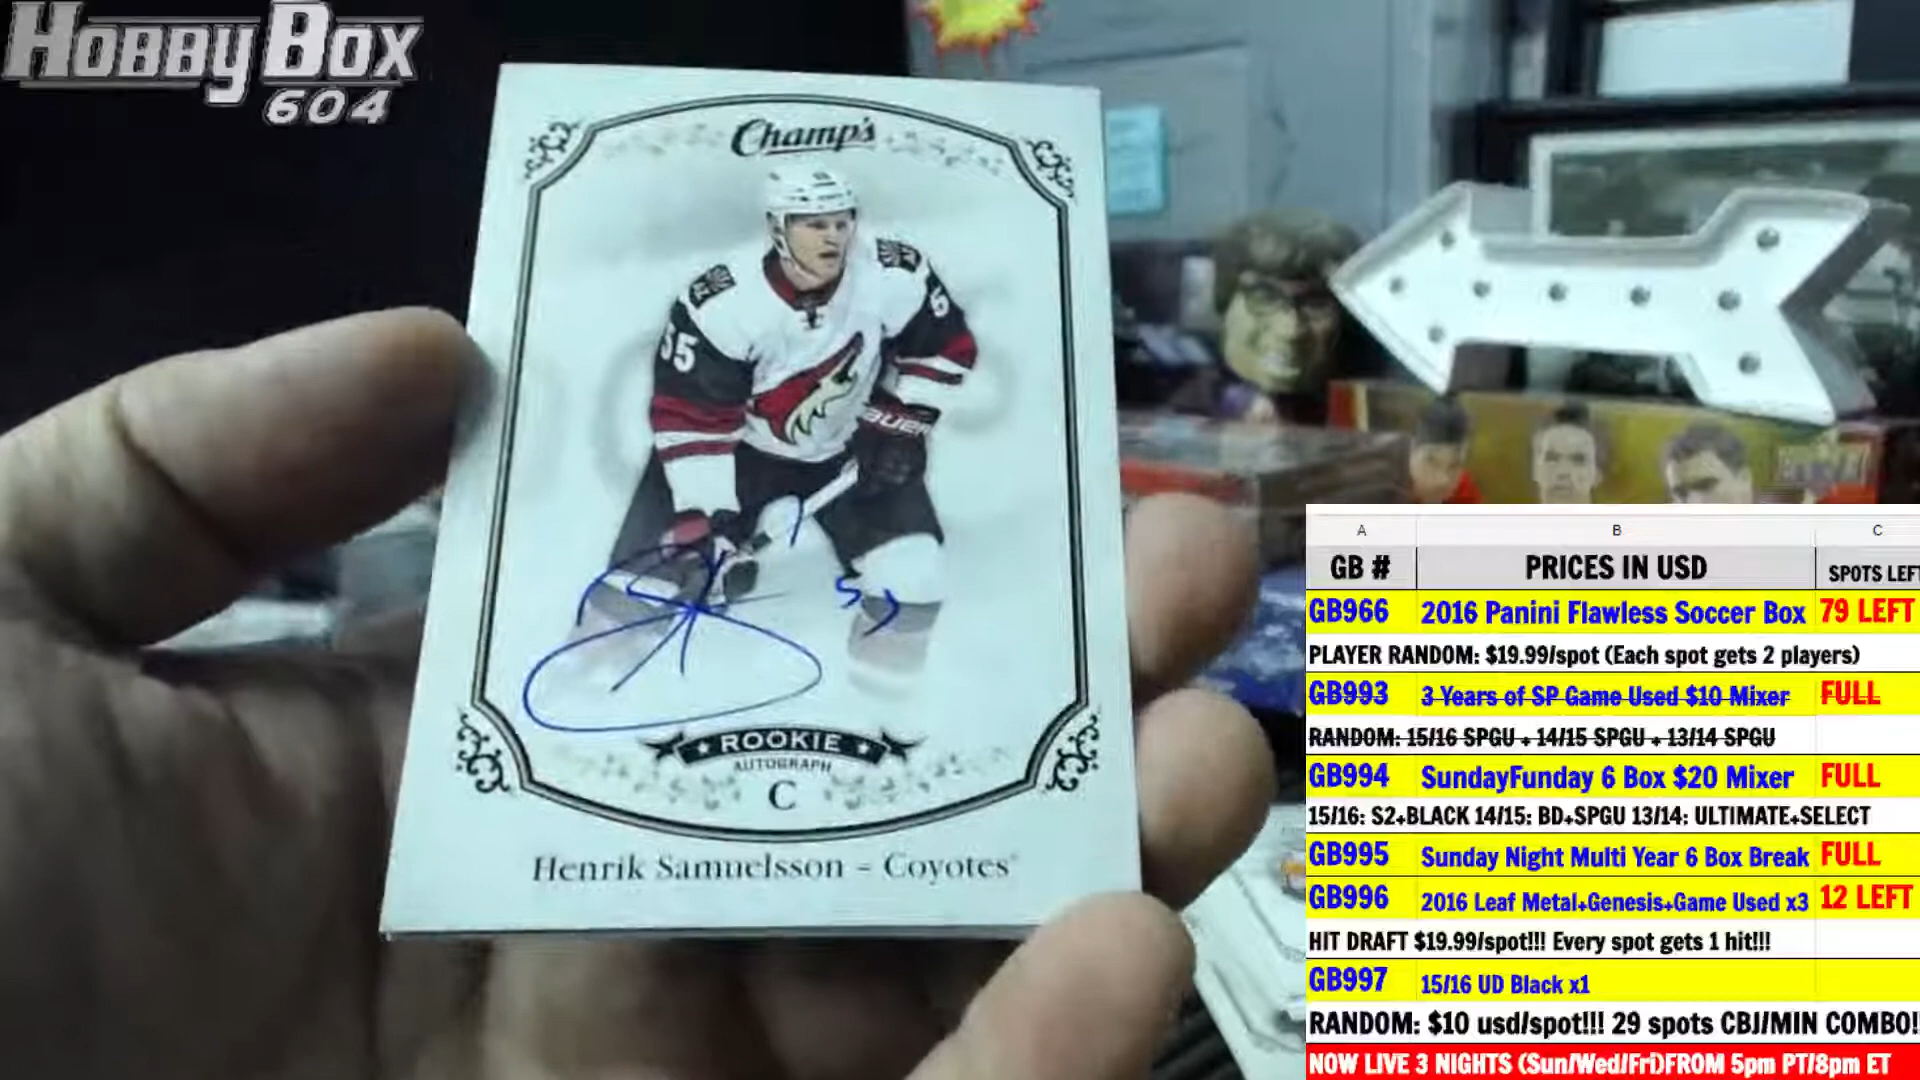 HOBBY BOX
604
Champ's
55
5
BAUER
ROOKIE
AUTOGRAPH
C
Henrik Samuelsson - Coyotes
A B C
GB # PRICES IN USD SPOTS LEFT
GB966 2016 Panini Flawless Soccer Box 79 LEFT
PLAYER RANDOM: $19.99/spot (Each spot gets 2 players)
GB993 3 Years of SP Game Used $10 Mixer FULL
RANDOM: 15/16 SPGU + 14/15 SPGU + 13/14 SPGU
GB994 SundayFunday 6 Box $20 Mixer FULL
15/16: S2+BLACK 14/15: BD+SPGU 13/14: ULTIMATE+SELECT
GB995 Sunday Night Multi Year 6 Box Break FULL
GB996 2016 Leaf Metal+Genesis+Game Used x3 12 LEFT
HIT DRAFT $19.99/spot!!! Every spot gets 1 hit!!!
GB997 15/16 UD Black x1
RANDOM: $10 usd/spot!!! 29 spots CBJ/MIN COMBO!!
NOW LIVE 3 NIGHTS (Sun/Wed/Fri)FROM 5pm PT/8pm ET